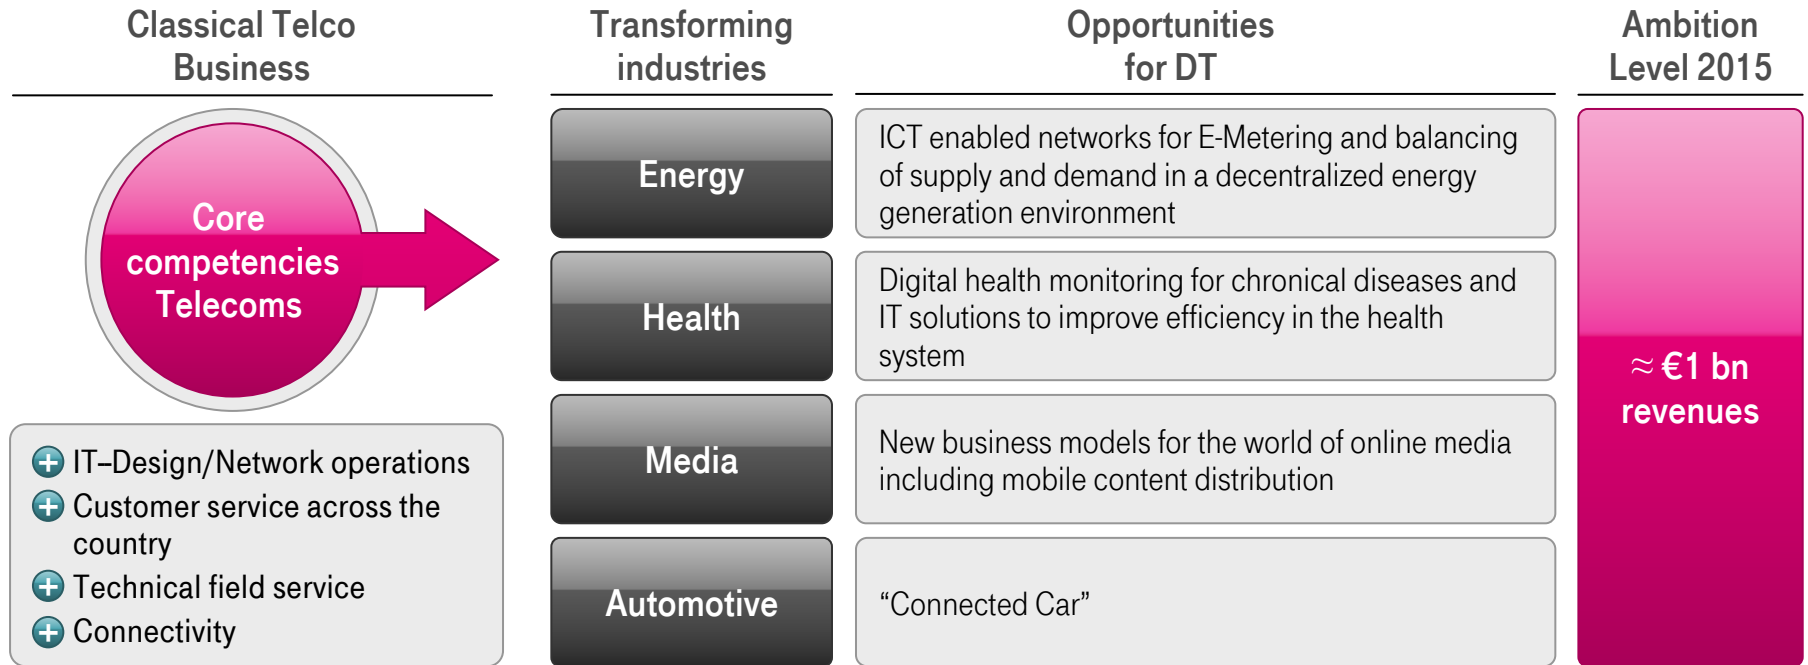 Classical Telco
Business
Core
competencies
Telecoms
IT–Design/Network operations
Customer service across the
country
Technical field service
Connectivity
Transforming
industries
Opportunities
for DT
Energy
ICT enabled networks for E-Metering and balancing
of supply and demand in a decentralized energy
generation environment
Health
Digital health monitoring for chronical diseases and
IT solutions to improve efficiency in the health
system
Media
New business models for the world of online media
including mobile content distribution
Automotive
“Connected Car”
Ambition
Level 2015
≈ €1 bn
revenues